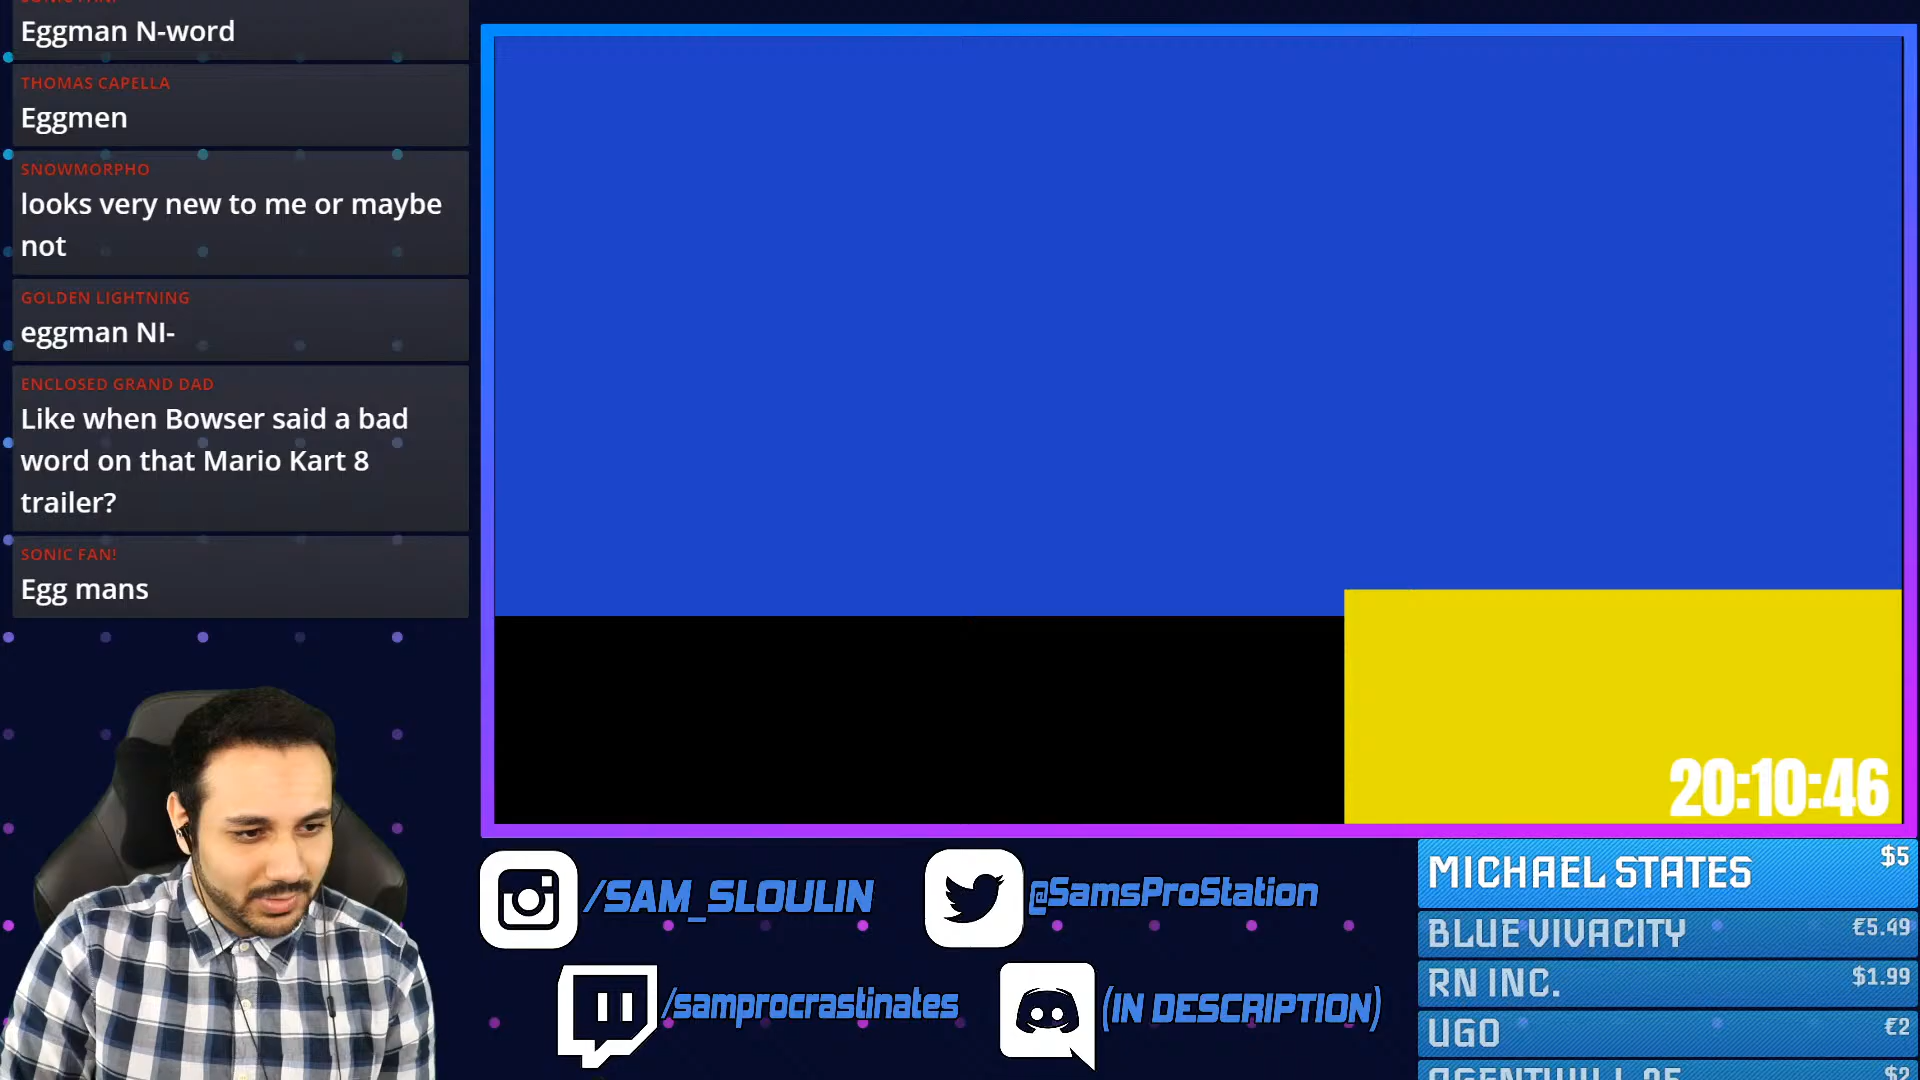 Eggman N-word
THOMAS CAPELLA
Eggmen
SNOWMORPHO
looks very new to me or maybe
not
GOLDEN LIGHTNING
eggman NI-
ENCLOSED GRAND DAD
Like when Bowser said a bad
word on that Mario Kart 8
trailer?
SONIC FAN!
Egg mans
20:10:46
/SAM_SLOULIN
@SamsProStation
/samprocrastinates
(IN DESCRIPTION)
MICHAEL STATES $5
BLUE VIVACITY €5.49
RN INC. $1.99
UGO €2